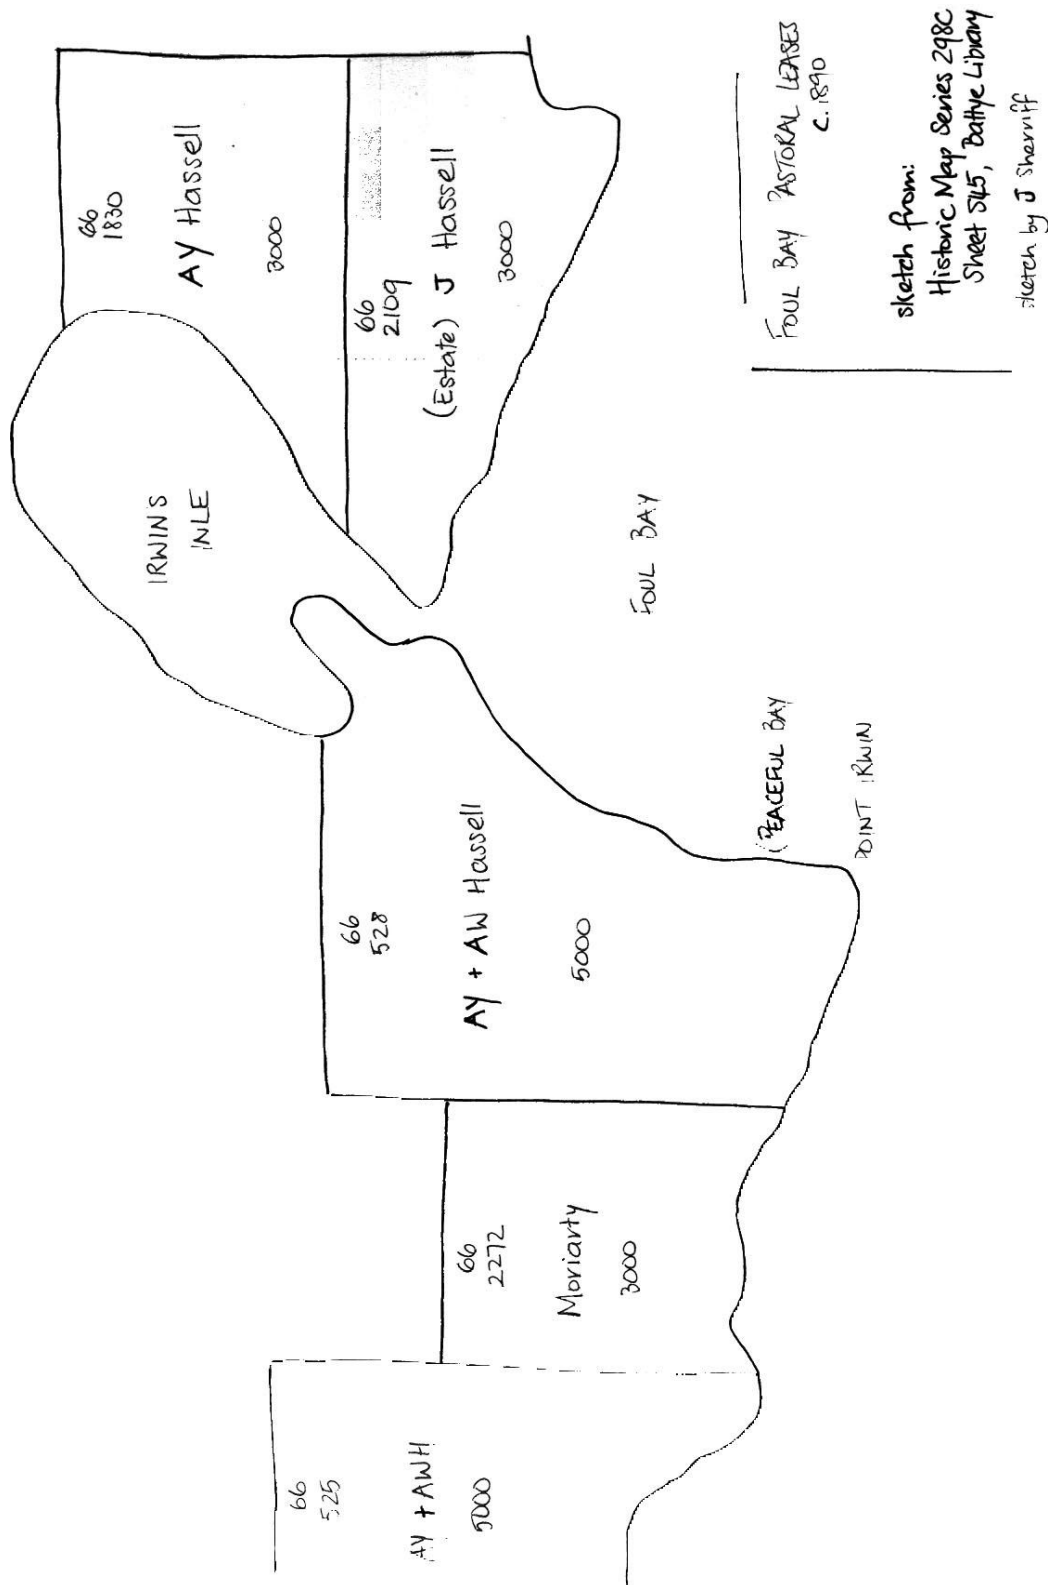 66
525
AY + AWH
5000
66
2272
Moriarty
3000
66
528
AY + AW Hassell
5000
IRWINS
INLE
66
1830
AY Hassell
3000
66
2109
(Estate) J Hassell
3000
FOUL BAY
(PEACEFUL BAY
POINT IRWIN
FOUL BAY PASTORAL LEASES
c.1890
sketch from:
Historic Map Series 298C
Sheet 545, Battye Library
sketch by J Sherriff